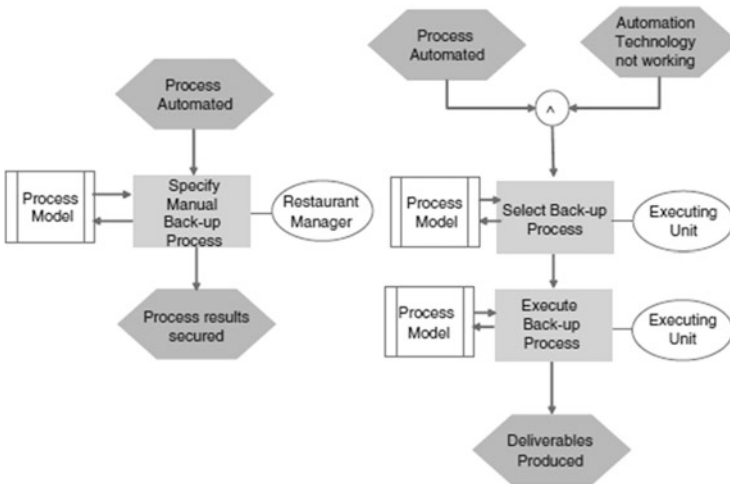 Process
Automated
Process
Model
Specify
Manual
Back-up
Process
Restaurant
Manager
Process results
secured
Process
Automated
Automation
Technology
not working
^
Process
Model
Select Back-up
Process
Executing
Unit
Process
Model
Execute
Back-up
Process
Executing
Unit
Deliverables
Produced